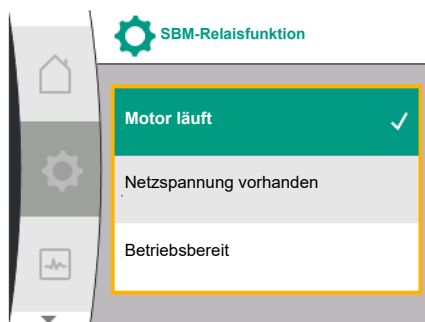 SBM-Relaisfunktion
Motor läuft
Netzspannung vorhanden
Betriebsbereit